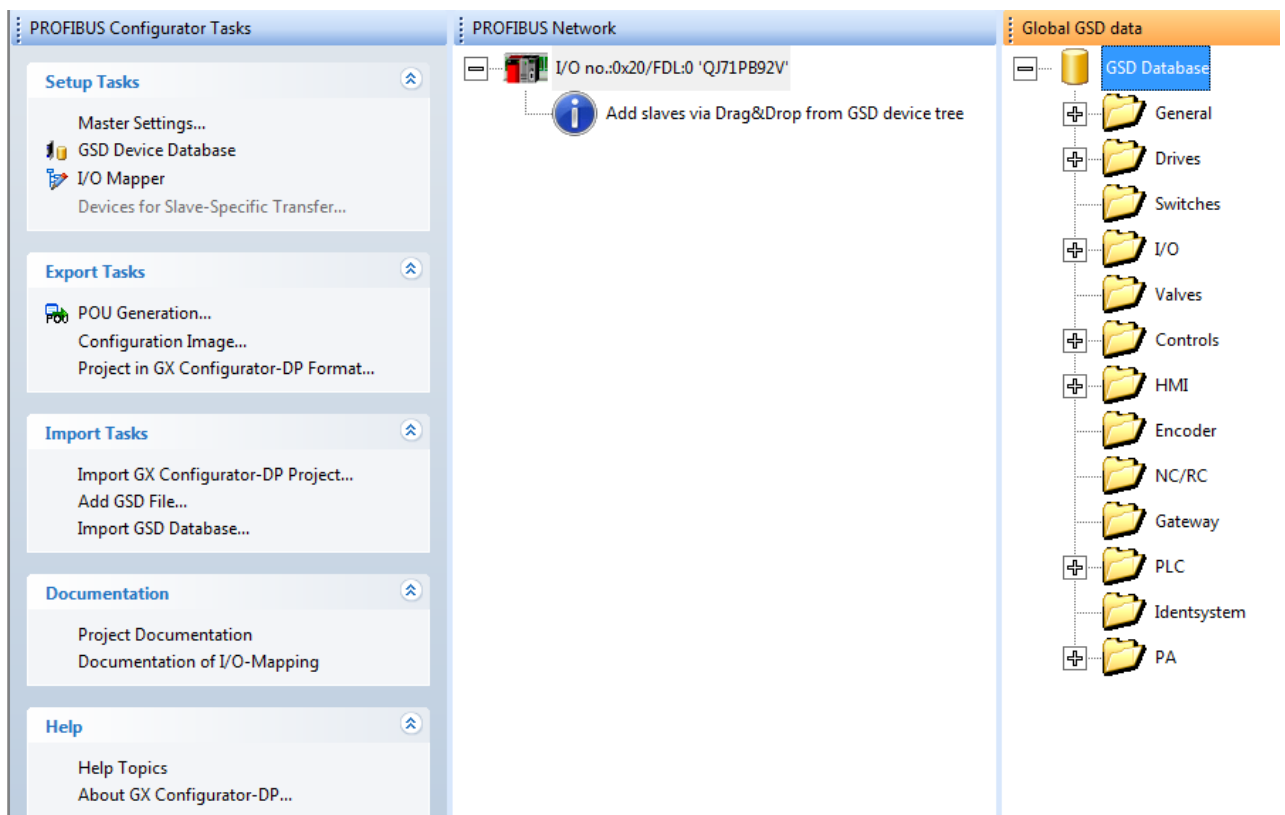 PROFIBUS Configurator Tasks
Setup Tasks
Master Settings...
GSD Device Database
I/O Mapper
Devices for Slave-Specific Transfer...
Export Tasks
POU
POU Generation...
Configuration Image...
Project in GX Configurator-DP Format...
Import Tasks
Import GX Configurator-DP Project...
Add GSD File...
Import GSD Database...
Documentation
Project Documentation
Documentation of I/O-Mapping
Help
Help Topics
About GX Configurator-DP...
PROFIBUS Network
I/O no.:0x20/FDL:0 'QJ71PB92V'
Add slaves via Drag&Drop from GSD device tree
Global GSD data
GSD Database
General
Drives
Switches
I/O
Valves
Controls
HMI
Encoder
NC/RC
Gateway
PLC
Identsystem
PA